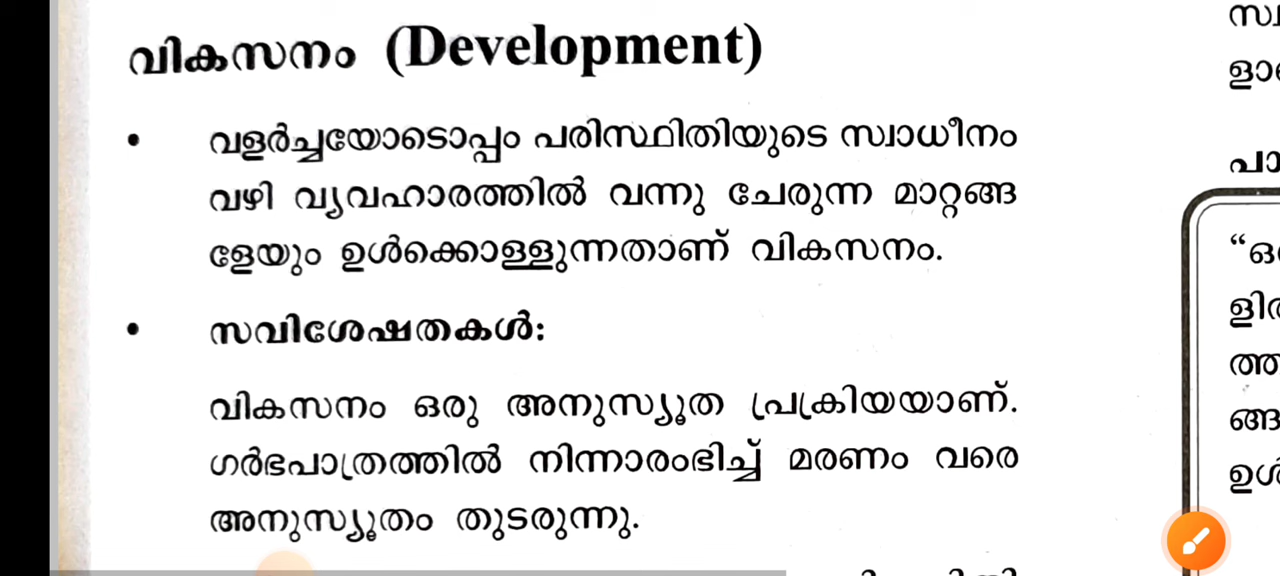 വികസനം (Development)
• വളർച്ചയോടൊപ്പം പരിസ്ഥിതിയുടെ സ്വാധീനം
വഴി വ്യവഹാരത്തിൽ വന്നു ചേരുന്ന മാറ്റങ്ങ
ളേയും ഉൾക്കൊള്ളുന്നതാണ് വികസനം.
• സവിശേഷതകൾ:
വികസനം ഒരു അനുസ്യൂത പ്രക്രിയയാണ്.
ഗർഭപാത്രത്തിൽ നിന്നാരംഭിച്ച് മരണം വരെ
അനുസ്യൂതം തുടരുന്നു.